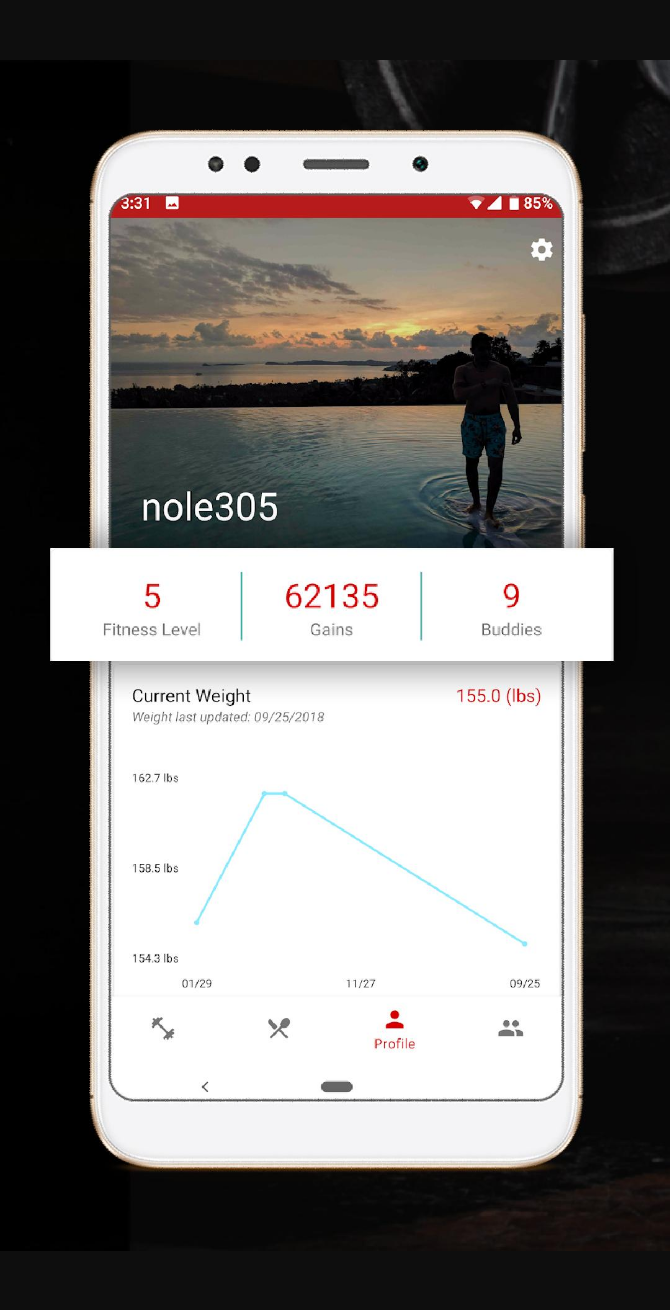 3:31 85%
nole305
5 62135 9
Fitness Level Gains Buddies
Current Weight 155.0 (lbs)
Weight last updated: 09/25/2018
162.7 lbs
158.5 lbs
154.3 lbs
01/29 11/27 09/25
Profile